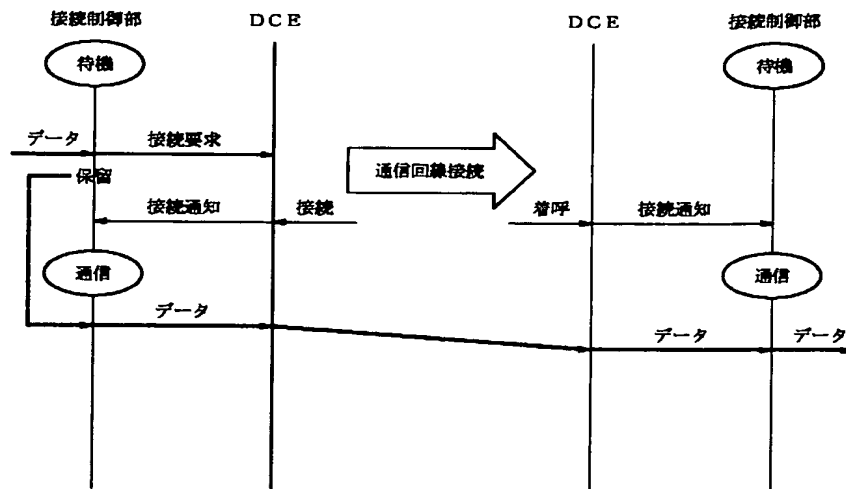 接続制御部
DCE
DCE
接続制御部
待機
待機
データ
接続要求
通信回線接続
保留
接続通知
接続
着呼
接続通知
通信
通信
データ
データ
データ